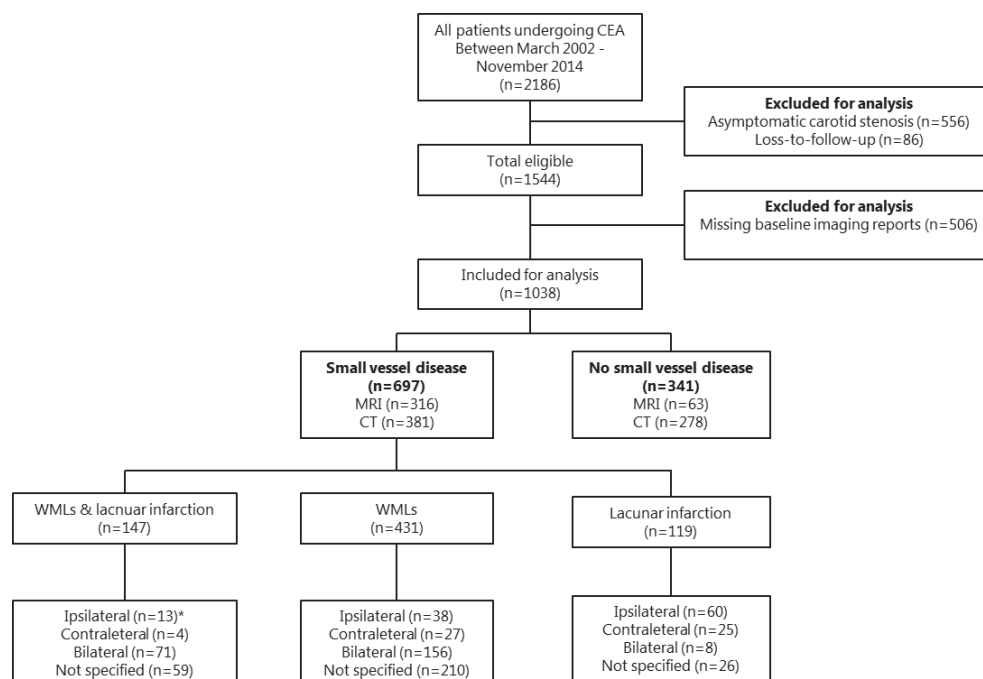 All patients undergoing CEA
Between March 2002 -
November 2014
(n=2186)
Excluded for analysis
Asymptomatic carotid stenosis (n=556)
Loss-to-follow-up (n=86)
Total eligible
(n=1544)
Excluded for analysis
Missing baseline imaging reports (n=506)
Included for analysis
(n=1038)
Small vessel disease
(n=697)
MRI (n=316)
CT (n=381)
No small vessel disease
(n=341)
MRI (n=63)
CT (n=278)
WMLs & lacnuar infarction
(n=147)
WMLs
(n=431)
Lacunar infarction
(n=119)
Ipsilateral (n=13)*
Contraleteral (n=4)
Bilateral (n=71)
Not specified (n=59)
Ipsilateral (n=38)
Contralateral (n=27)
Bilateral (n=156)
Not specified (n=210)
Ipsilateral (n=60)
Contraleteral (n=25)
Bilateral (n=8)
Not specified (n=26)